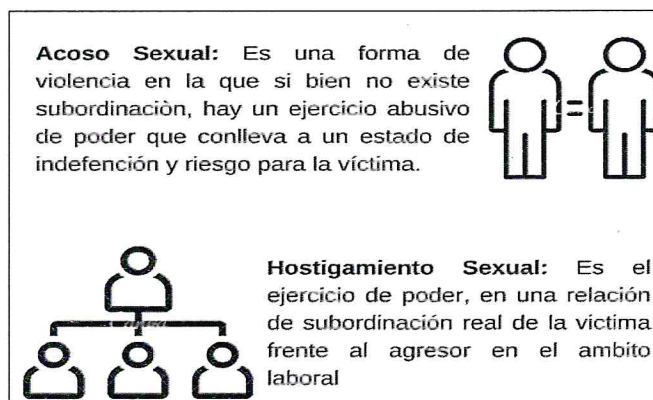 Acoso Sexual: Es una forma de
violencia en la que si bien no existe
subordinaciòn, hay un ejercicio abusivo
de poder que conlleva a un estado de
indefención y riesgo para la víctima.
=
Hostigamiento Sexual: Es el
ejercicio de poder, en una relación
de subordinación real de la víctima
frente al agresor en el ambito
laboral